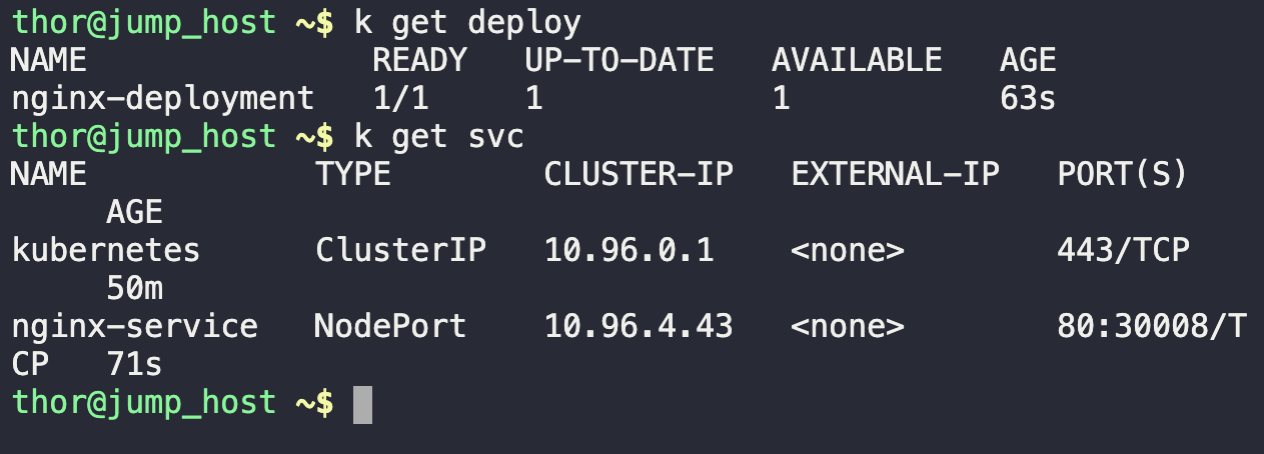 thor@jump_host ~$ k get deploy
NAME               READY   UP-TO-DATE   AVAILABLE   AGE
nginx-deployment   1/1     1            1           63s
thor@jump_host ~$ k get svc
NAME            TYPE        CLUSTER-IP   EXTERNAL-IP   PORT(S)
     AGE
kubernetes      ClusterIP   10.96.0.1    <none>        443/TCP
     50m
nginx-service   NodePort    10.96.4.43   <none>        80:30008/T
CP   71s
thor@jump_host ~$